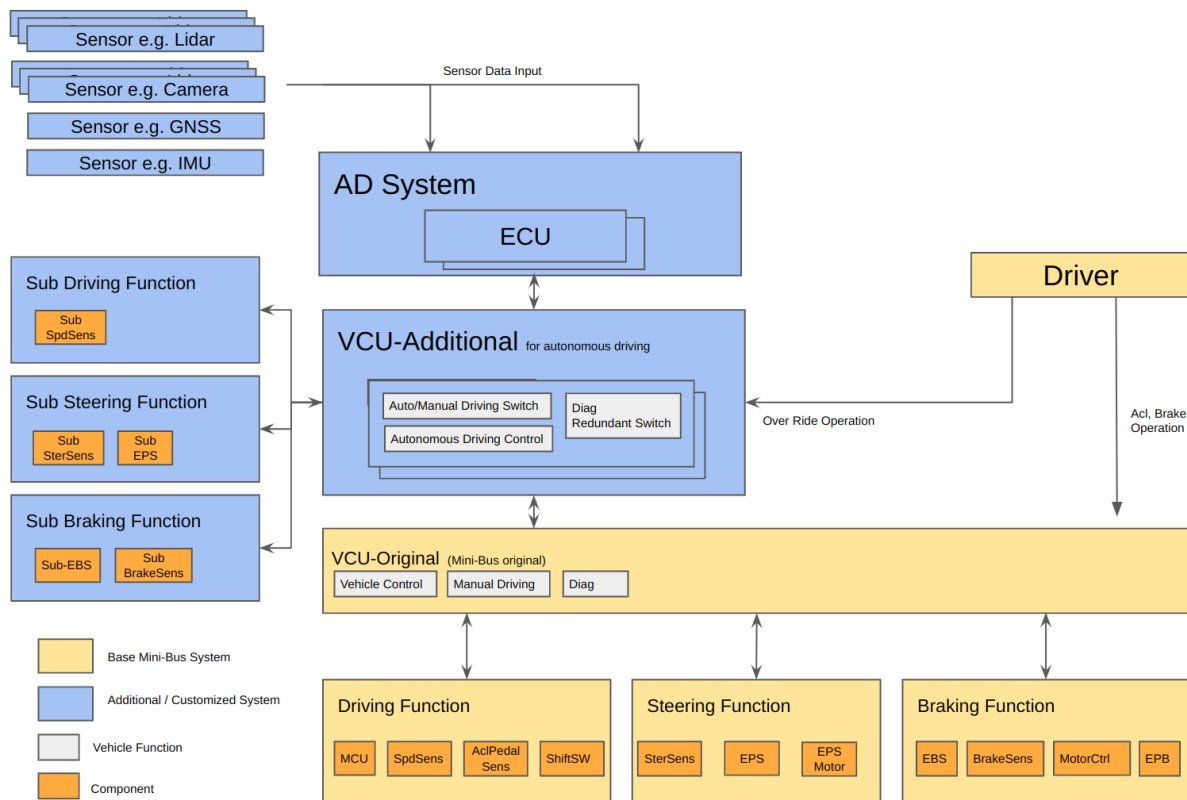 Sensor e.g. Lidar
Sensor e.g. Camera
Sensor e.g. GNSS
Sensor e.g. IMU
Sensor Data Input
AD System
ECU
Sub Driving Function
Sub
SpdSens
Sub Steering Function
Sub
SterSens
Sub
EPS
Sub Braking Function
Sub-EBS
Sub
BrakeSens
VCU-Additional for autonomous driving
Auto/Manual Driving Switch
Autonomous Driving Control
Diag
Redundant Switch
Driver
Over Ride Operation
Acl, Brake
Operation
VCU-Original (Mini-Bus original)
Vehicle Control
Manual Driving
Diag
Driving Function
MCU
SpdSens
AclPedal
Sens
ShiftSW
Steering Function
SterSens
EPS
EPS
Motor
Braking Function
EBS
BrakeSens
MotorCtrl
EPB
Base Mini-Bus System
Additional / Customized System
Vehicle Function
Component